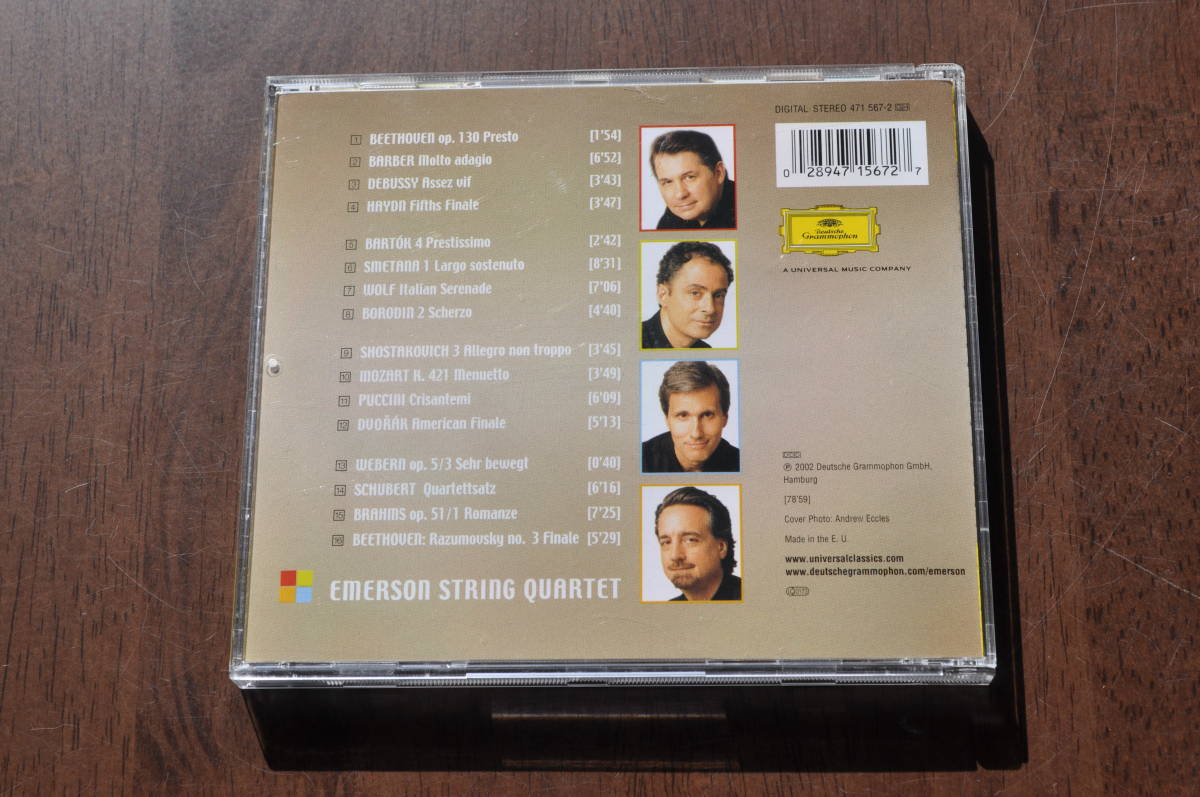 1 BEETHOVEN op. 130 Presto [1'54]
2 BARBER Molto adagio [6'52]
3 DEBUSSY Assez vif [3'43]
4 HAYDN Fifths Finale [3'47]
5 BARTÓK 4 Prestissimo [2'42]
6 SMETANA 1 Largo sostenuto [8'31]
7 WOLF Italian Serenade [7'06]
8 BORODIN 2 Scherzo [4'40]
9 SHOSTAKOVICH 3 Allegro non troppo [3'45]
10 MOZART K. 421 Menuetto [3'49]
11 PUCCINI Crisantemi [6'09]
12 DVOŘÁK American Finale [5'13]
13 WEBERN op. 5/3 Sehr bewegt [0'40]
14 SCHUBERT Quartettsatz [6'16]
15 BRAHMS op. 51/1 Romanze [7'25]
16 BEETHOVEN: Razumovsky no. 3 Finale [5'29]
EMERSON STRING QUARTET
DIGITAL·STEREO 471 567-2
0 28947 15672 7
Deutsche
Grammophon
A UNIVERSAL MUSIC COMPANY
DDD
℗ 2002 Deutsche Grammophon GmbH,
Hamburg
[78'59]
Cover Photo: Andrew Eccles
Made in the E. U.
www.universalclassics.com
www.deutschegrammophon.com/emerson